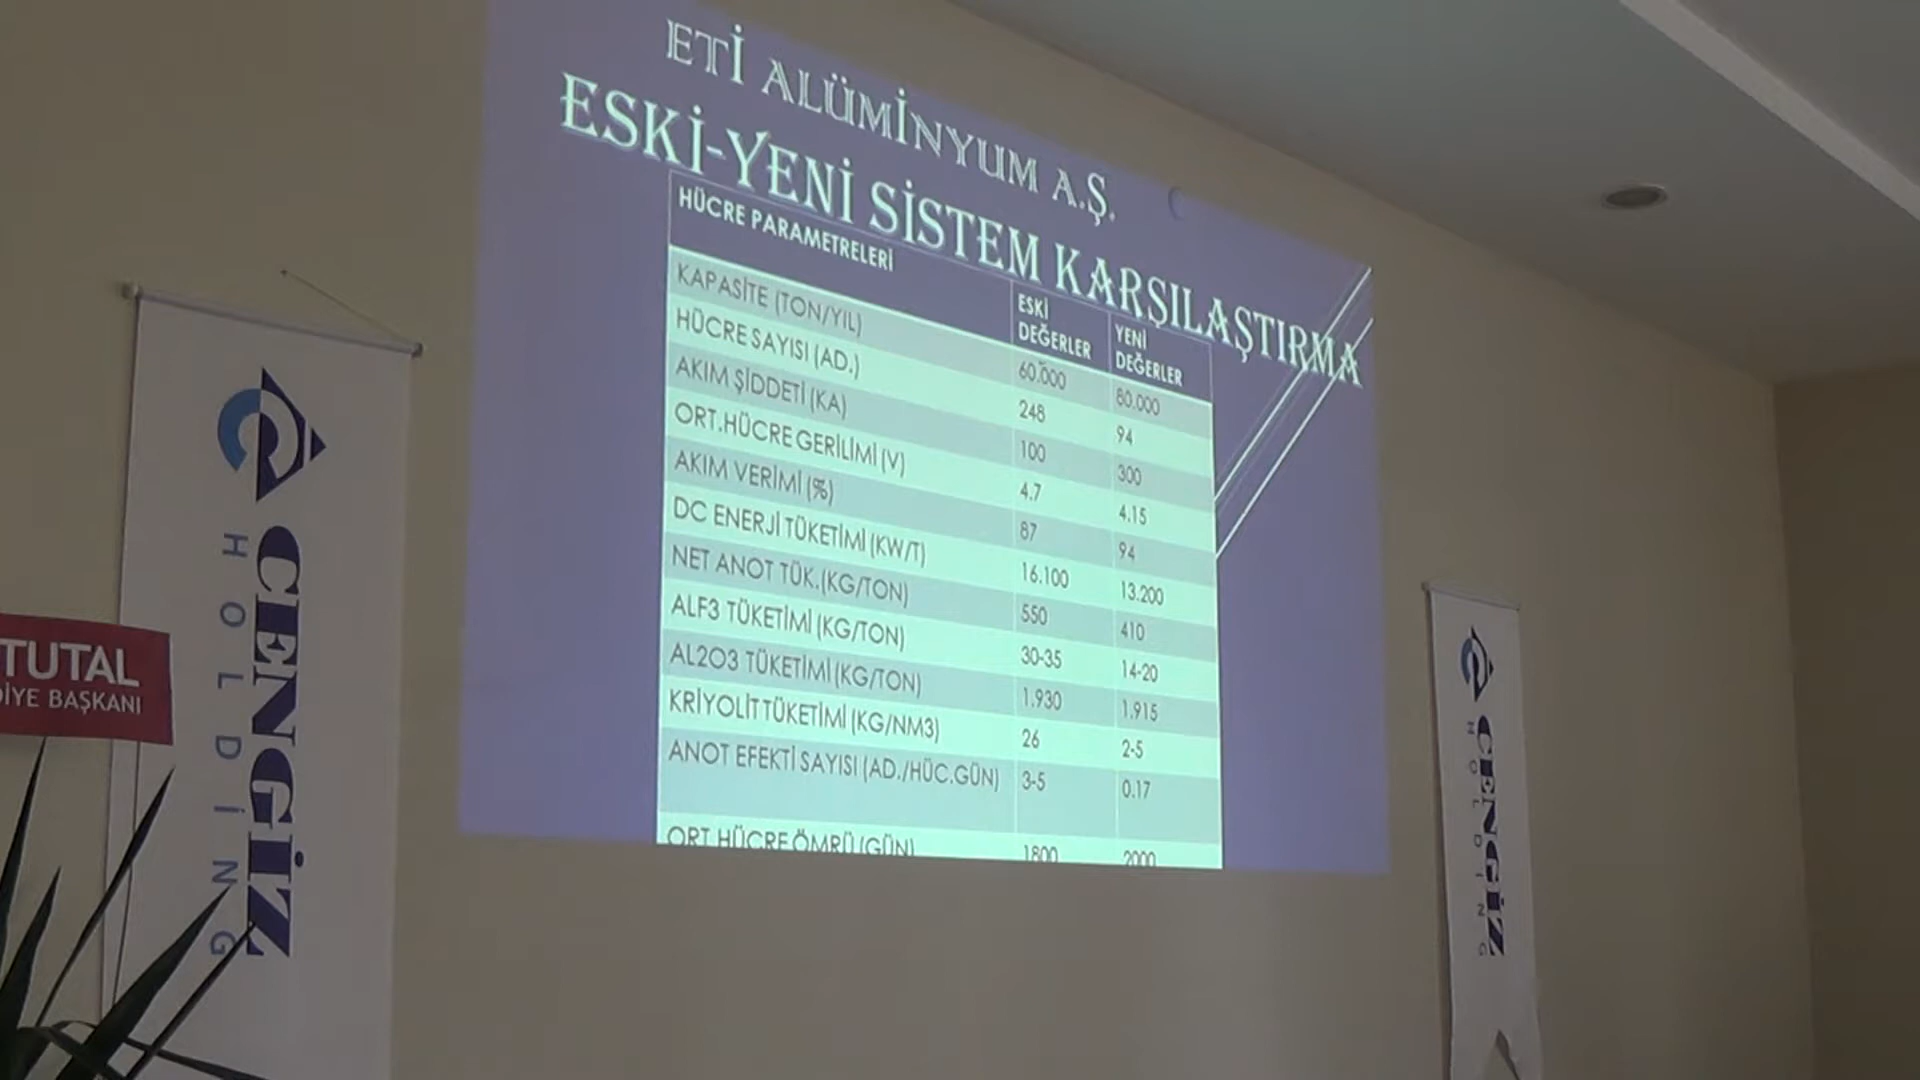 ETİ ALÜMİNYUM A.Ş.
ESKİ-YENİ SİSTEM KARŞILAŞTIRMA
HÜCRE PARAMETRELERİ ESKİ DEĞERLER YENİ DEĞERLER
KAPASİTE (TON/YIL) 60.000 80.000
HÜCRE SAYISI (AD.) 248 94
AKIM ŞİDDETİ (KA) 100 300
ORT.HÜCRE GERİLİMİ (V) 4.7 4.15
AKIM VERİMİ (%) 87 94
DC ENERJİ TÜKETİMİ (KW/T) 16.100 13.200
NET ANOT TÜK.(KG/TON) 550 410
ALF3 TÜKETİMİ (KG/TON) 30-35 14-20
AL2O3 TÜKETİMİ (KG/TON) 1.930 1.915
KRİYOLİT TÜKETİMİ (KG/NM3) 26 2-5
ANOT EFEKTİ SAYISI (AD./HÜC.GÜN) 3-5 0.17
ORT HÜCRE ÖMRÜ (GÜN) 1800 2000
CENGİZ
HOLDİNG
TUTAL
DİYE BAŞKANI
CENGİZ
HOLDİNG